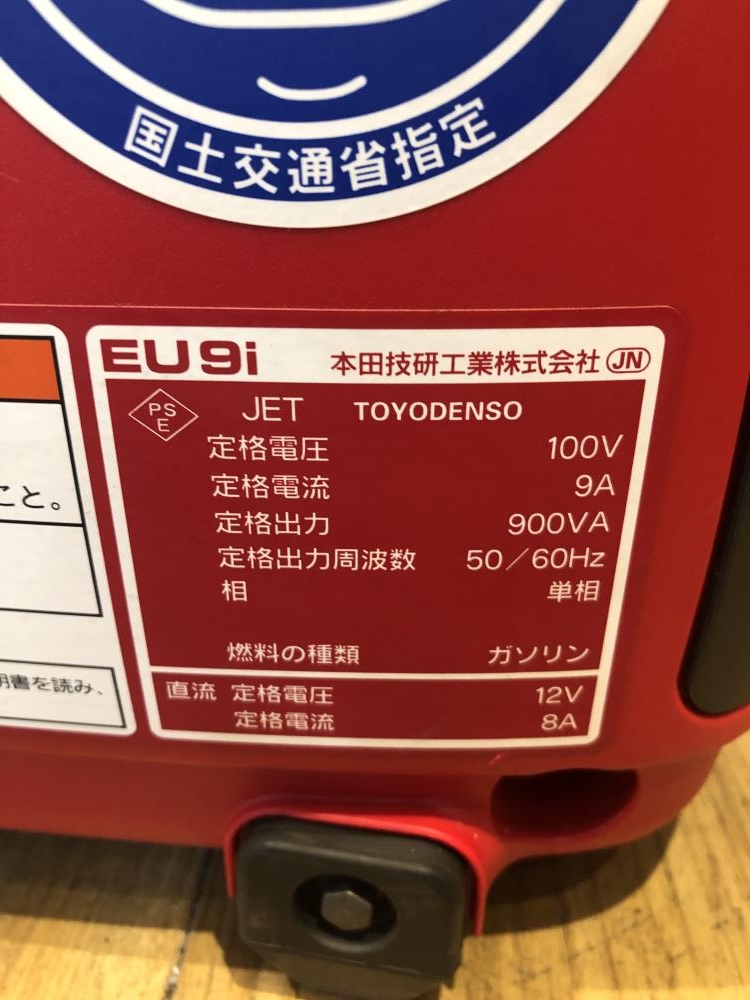 国土交通省指定
EU9i 本田技研工業株式会社 JN
PSE JET TOYODENSO
定格電圧 100V
定格電流 9A
定格出力 900VA
定格出力周波数 50/60Hz
相 単相
燃料の種類 ガソリン
直流 定格電圧 12V
定格電流 8A
こと。
明書を読み、